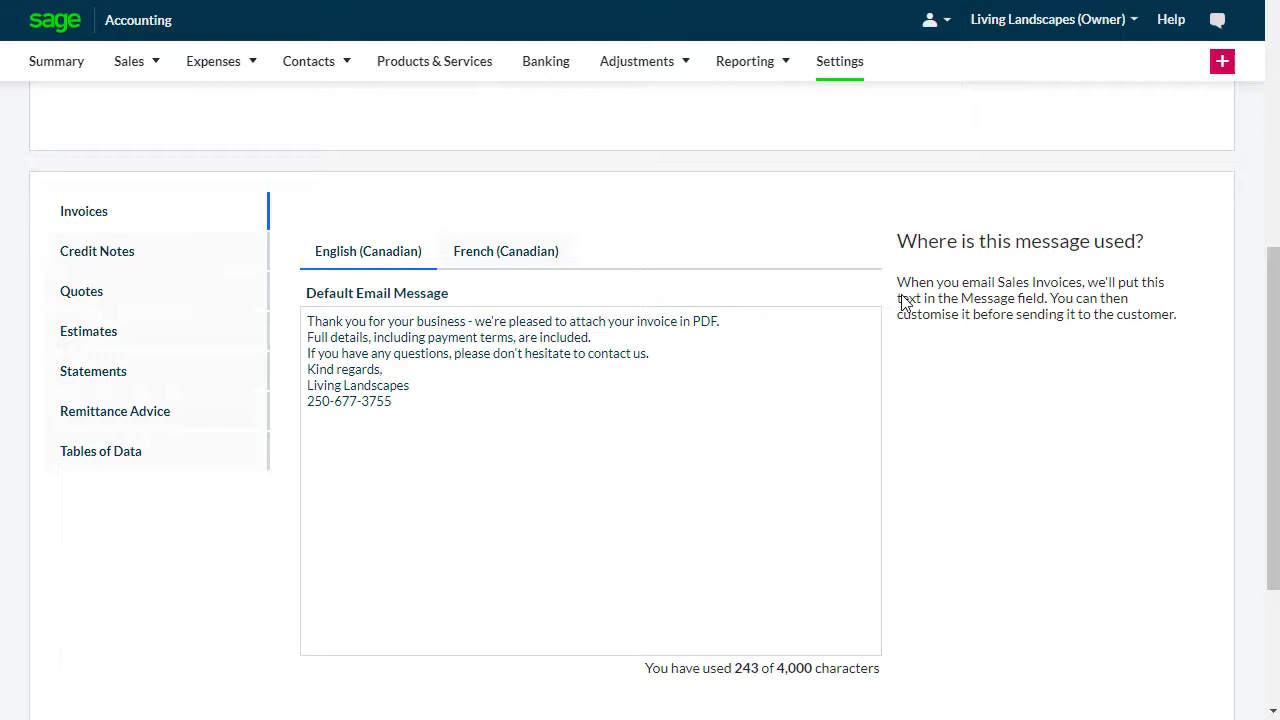 sage
Accounting
Living Landscapes (Owner)
Help
Summary
Sales
Expenses
Contacts
Products & Services
Banking
Adjustments
Reporting
Settings
+
Invoices
Credit Notes
Quotes
Estimates
Statements
Remittance Advice
Tables of Data
English (Canadian)
French (Canadian)
Default Email Message
Thank you for your business - we're pleased to attach your invoice in PDF.
Full details, including payment terms, are included.
If you have any questions, please don't hesitate to contact us.
Kind regards,
Living Landscapes
250-677-3755
You have used 243 of 4,000 characters
Where is this message used?
When you email Sales Invoices, we'll put this
text in the Message field. You can then
customise it before sending it to the customer.